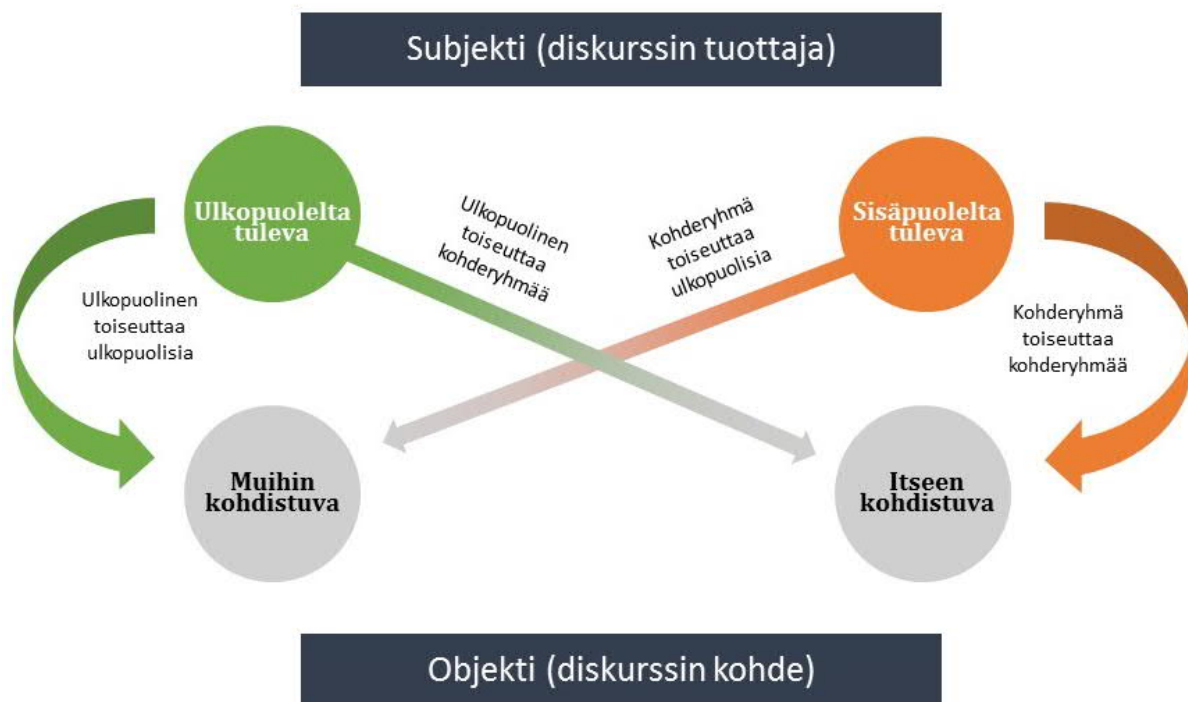 Subjekti (diskurssin tuottaja)
Ulkopuolelta
tuleva
Ulkopuolinen
toiseuttaa
kohderyhmää
Kohderyhmä
toiseuttaa
ulkopuolisia
Sisäpuolelta
tuleva
Ulkopuolinen
toiseuttaa
ulkopuolisia
Kohderyhmä
toiseuttaa
kohderyhmää
Muihin
kohdistuva
Itseen
kohdistuva
Objekti (diskurssin kohde)